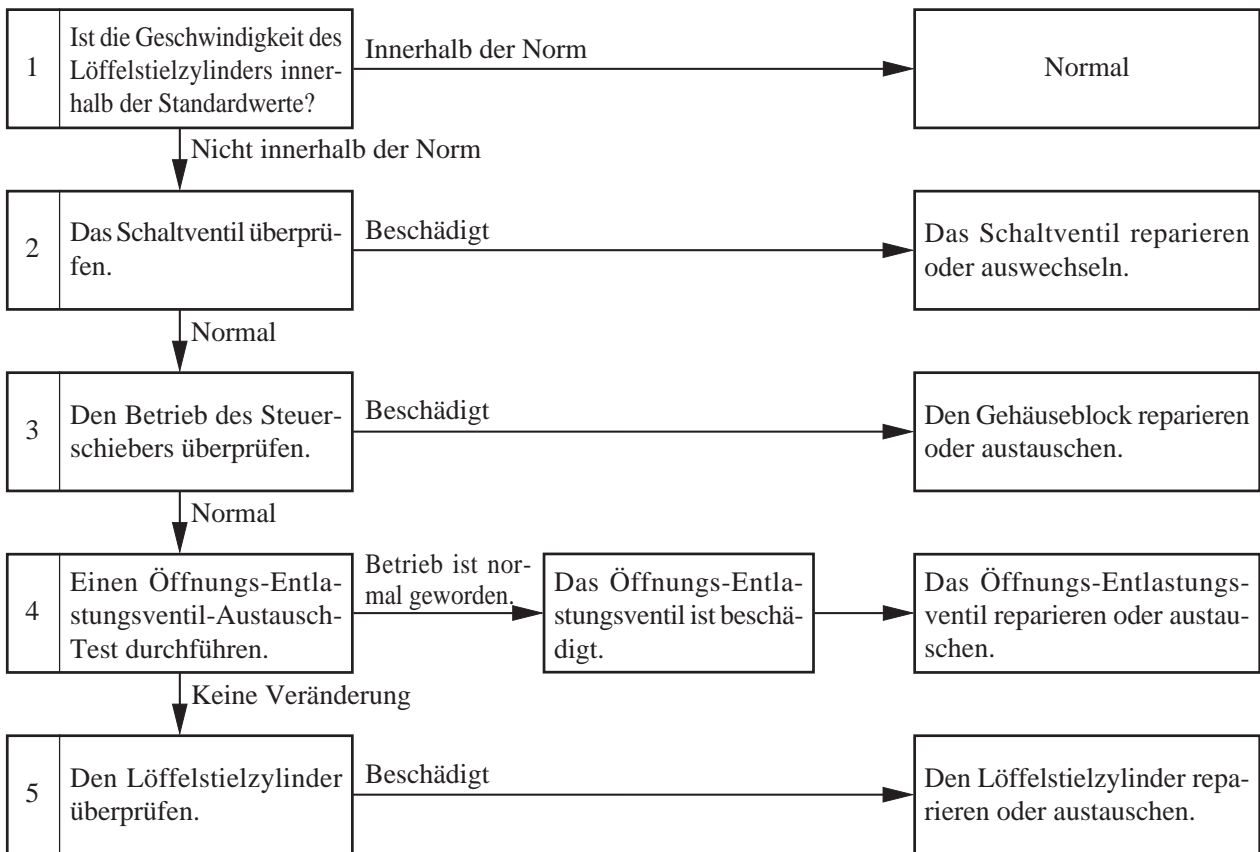 1
Ist die Geschwindigkeit des
Löffelstielzylinders inner-
halb der Standardwerte?
Innerhalb der Norm
Normal
Nicht innerhalb der Norm
2
Das Schaltventil überprü-
fen.
Beschädigt
Das Schaltventil reparieren
oder auswechseln.
Normal
3
Den Betrieb des Steuer-
schiebers überprüfen.
Beschädigt
Den Gehäuseblock reparieren
oder austauschen.
Normal
4
Einen Öffnungs-Entla-
stungsventil-Austausch-
Test durchführen.
Betrieb ist nor-
mal geworden.
Das Öffnungs-Entla-
stungsventil ist beschä-
digt.
Das Öffnungs-Entlastungs-
ventil reparieren oder austau-
schen.
Keine Veränderung
5
Den Löffelstielzylinder
überprüfen.
Beschädigt
Den Löffelstielzylinder repa-
rieren oder austauschen.